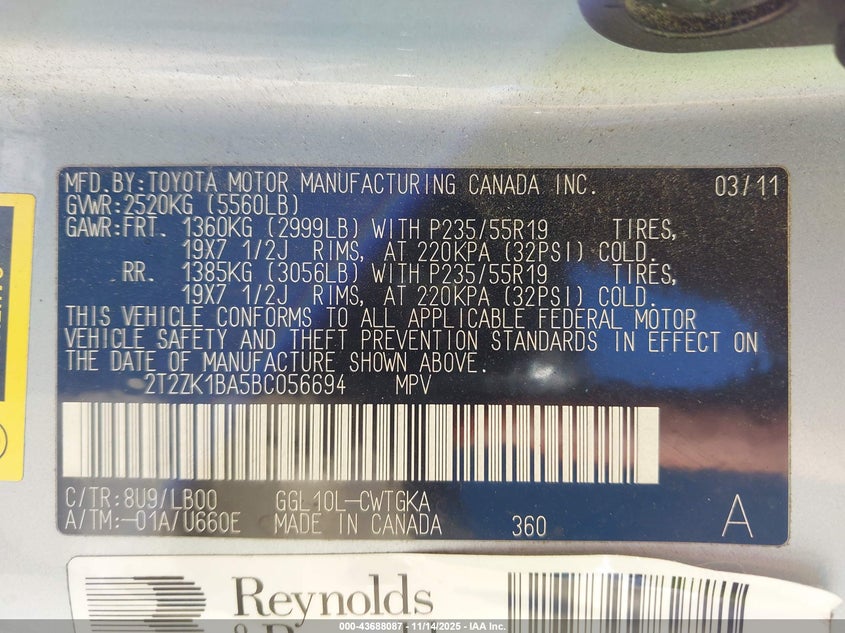 MFD.BY:TOYOTA MOTOR MANUFACTURING CANADA INC. 03/11
GVWR:2520KG (5560LB)
GAWR:FRT. 1360KG (2999LB) WITH P235/55R19 TIRES,
19X7 1/2J RIMS, AT 220KPA (32PSI) COLD.
RR. 1385KG (3056LB) WITH P235/55R19 TIRES,
19X7 1/2J RIMS, AT 220KPA (32PSI) COLD.
THIS VEHICLE CONFORMS TO ALL APPLICABLE FEDERAL MOTOR
VEHICLE SAFETY AND THEFT PREVENTION STANDARDS IN EFFECT ON
THE DATE OF MANUFACTURE SHOWN ABOVE.
2T2ZK1BA5BC056694 MPV
C/TR:8U9/LB00 GGL10L-CWTGKA
A/TM:-01A/U660E MADE IN CANADA 360 A
Reynolds
000-43688087 - 11/14/2025 - IAA Inc.